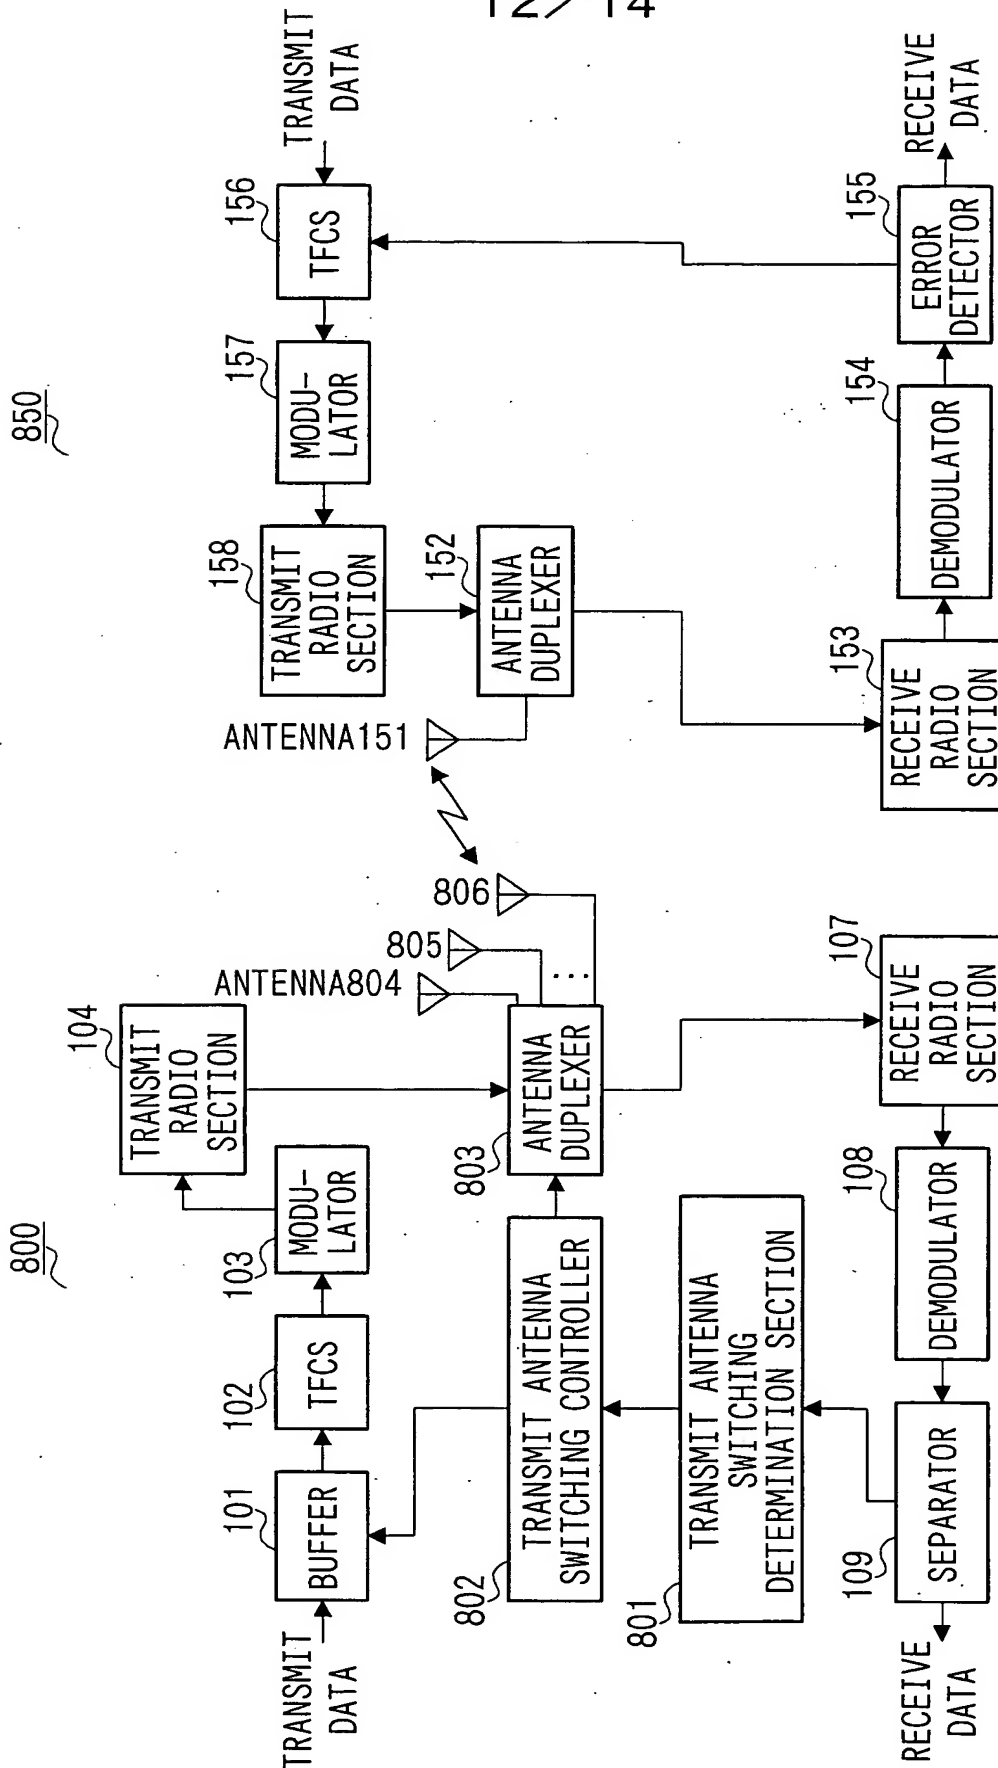 12/14
800
TRANSMIT
DATA
101
BUFFER
102
TFCS
103
MODU-
LATOR
104
TRANSMIT
RADIO
SECTION
802
TRANSMIT ANTENNA
SWITCHING CONTROLLER
803
ANTENNA
DUPLEXER
ANTENNA804
805
806
...
801
TRANSMIT ANTENNA
SWITCHING
DETERMINATION SECTION
RECEIVE
DATA
109
SEPARATOR
108
DEMODULATOR
107
RECEIVE
RADIO
SECTION
850
ANTENNA151
158
TRANSMIT
RADIO
SECTION
157
MODU-
LATOR
156
TFCS
TRANSMIT
DATA
152
ANTENNA
DUPLEXER
153
RECEIVE
RADIO
SECTION
154
DEMODULATOR
155
ERROR
DETECTOR
RECEIVE
DATA